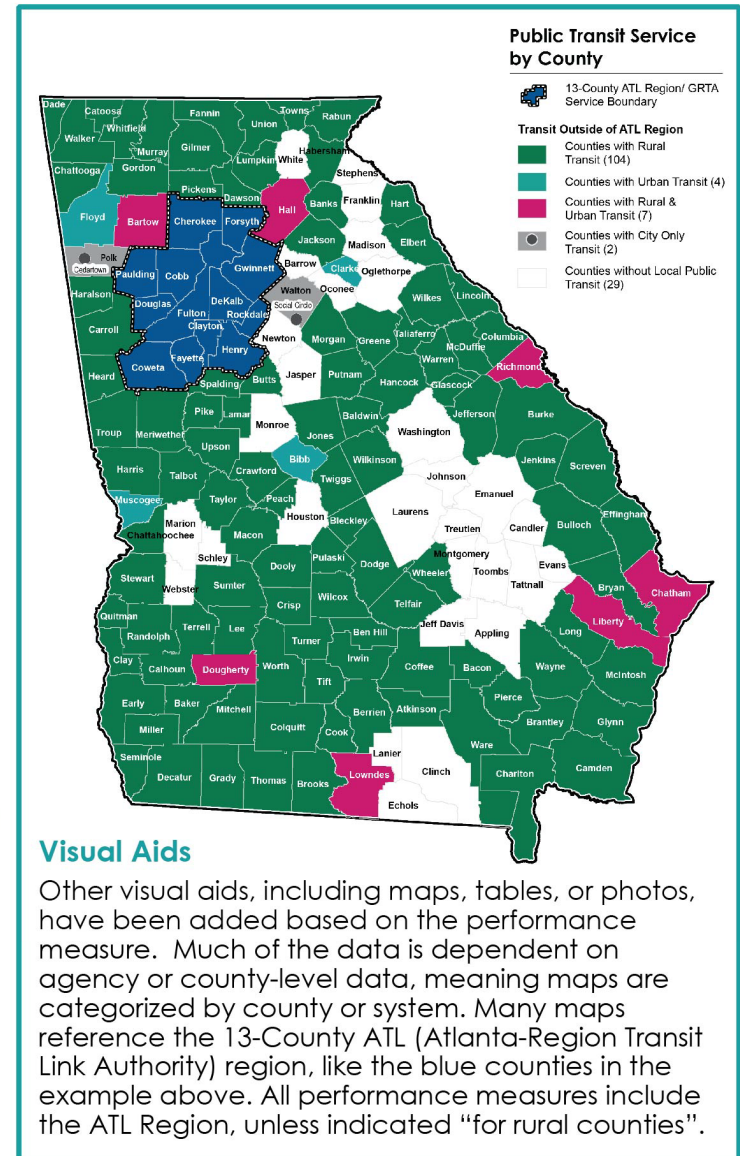 Public Transit Service
by County
13-County ATL Region/ GRTA
Service Boundary
Transit Outside of ATL Region
Counties with Rural
Transit (104)
Counties with Urban Transit (4)
Counties with Rural &
Urban Transit (7)
Counties with City Only
Transit (2)
Counties without Local Public
Transit (29)
Dade
Catoosa
Whitfield
Walker
Murray
Fannin
Union
Towns
Rabun
Gilmer
Lumpkin
White
Habersham
Stephens
Chattooga
Gordon
Pickens
Dawson
Hall
Banks
Franklin
Hart
Floyd
Bartow
Cherokee
Forsyth
Jackson
Madison
Elbert
Polk
Cedartown
Paulding
Cobb
Gwinnett
Barrow
Clarke
Oglethorpe
Oconee
Walton
Social Circle
Haralson
Douglas
DeKalb
Fulton
Rockdale
Clayton
Wilkes
Lincoln
Carroll
Newton
Morgan
Greene
Taliaferro
Columbia
McDuffie
Warren
Richmond
Heard
Coweta
Fayette
Henry
Spalding
Butts
Jasper
Putnam
Hancock
Glascock
Troup
Meriwether
Pike
Lamar
Monroe
Jones
Baldwin
Washington
Jefferson
Burke
Upson
Bibb
Wilkinson
Harris
Talbot
Crawford
Twiggs
Johnson
Jenkins
Screven
Muscogee
Taylor
Peach
Houston
Bleckley
Laurens
Emanuel
Treutlen
Candler
Bulloch
Effingham
Marion
Chattahoochee
Macon
Schley
Dooly
Pulaski
Dodge
Montgomery
Wheeler
Toombs
Evans
Tattnall
Bryan
Chatham
Stewart
Webster
Sumter
Crisp
Wilcox
Telfair
Liberty
Quitman
Randolph
Terrell
Lee
Turner
Ben Hill
Jeff Davis
Appling
Long
Clay
Calhoun
Dougherty
Worth
Irwin
Coffee
Bacon
Wayne
McIntosh
Tift
Early
Baker
Mitchell
Colquitt
Berrien
Atkinson
Pierce
Brantley
Glynn
Miller
Cook
Ware
Seminole
Decatur
Grady
Thomas
Brooks
Lowndes
Lanier
Clinch
Echols
Charlton
Camden
Visual Aids
Other visual aids, including maps, tables, or photos,
have been added based on the performance
measure.  Much of the data is dependent on
agency or county-level data, meaning maps are
categorized by county or system. Many maps
reference the 13-County ATL (Atlanta-Region Transit
Link Authority) region, like the blue counties in the
example above. All performance measures include
the ATL Region, unless indicated “for rural counties”.